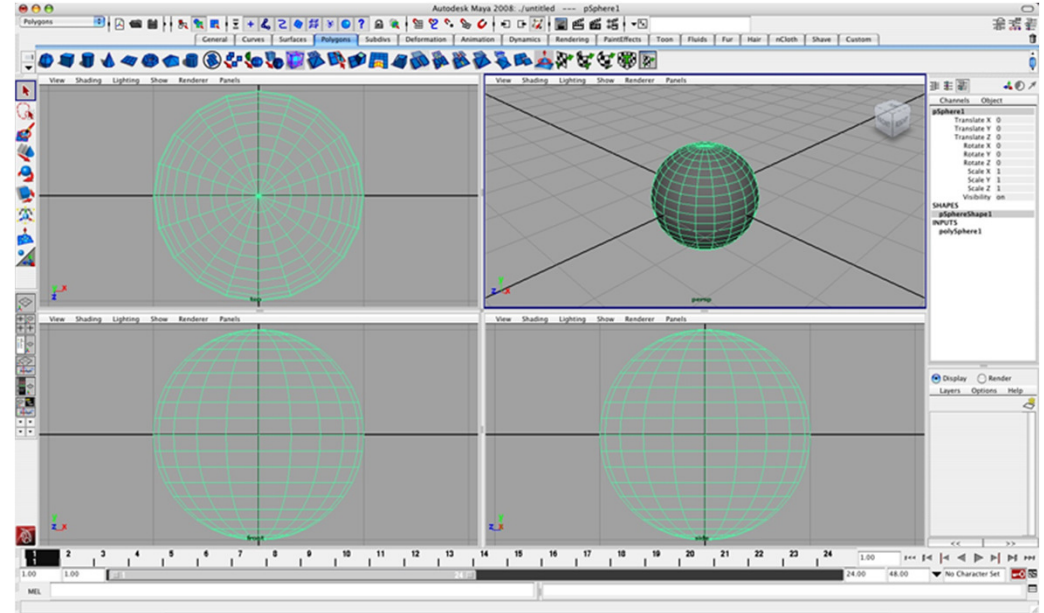 Autodesk Maya 2008: ./untitled --- pSphere1
Polygons
General Curves Surfaces Polygons Subdivs Deformation Animation Dynamics Rendering PaintEffects Toon Fluids Fur Hair nCloth Shave Custom
View Shading Lighting Show Renderer Panels
View Shading Lighting Show Renderer Panels
Channels Object
pSphere1
Translate X 0
Translate Y 0
Translate Z 0
Rotate X 0
Rotate Y 0
Rotate Z 0
Scale X 1
Scale Y 1
Scale Z 1
Visibility on
SHAPES
pSphereShape1
INPUTS
polySphere1
top
persp
View Shading Lighting Show Renderer Panels
View Shading Lighting Show Renderer Panels
Display Render
Layers Options Help
front
side
<< >>
1 2 3 4 5 6 7 8 9 10 11 12 13 14 15 16 17 18 19 20 21 22 23 24
1
1.00
1.00 1.00 24.00 48.00 No Character Set
MEL